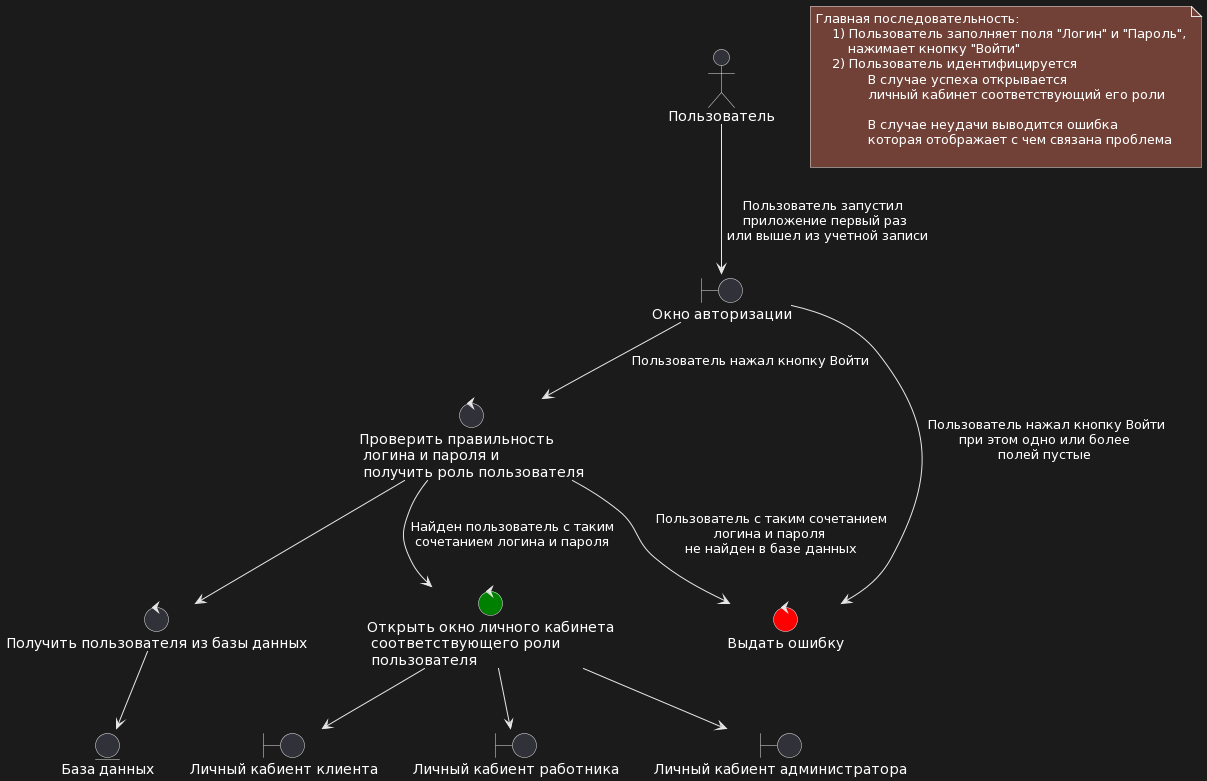 Главная последовательность:
1) Пользователь заполняет поля "Логин" и "Пароль",
нажимает кнопку "Войти"
2) Пользователь идентифицируется
В случае успеха открывается
личный кабинет соответствующий его роли
В случае неудачи выводится ошибка
которая отображает с чем связана проблема
Пользователь
Пользователь запустил
приложение первый раз
или вышел из учетной записи
Окно авторизации
Пользователь нажал кнопку Войти
Пользователь нажал кнопку Войти
при этом одно или более
полей пустые
Проверить правильность
логина и пароля и
получить роль пользователя
Найден пользователь с таким
сочетанием логина и пароля
Пользователь с таким сочетанием
логина и пароля
не найден в базе данных
Получить пользователя из базы данных
Открыть окно личного кабинета
соответствующего роли
пользователя
Выдать ошибку
База данных
Личный кабиент клиента
Личный кабиент работника
Личный кабиент администратора